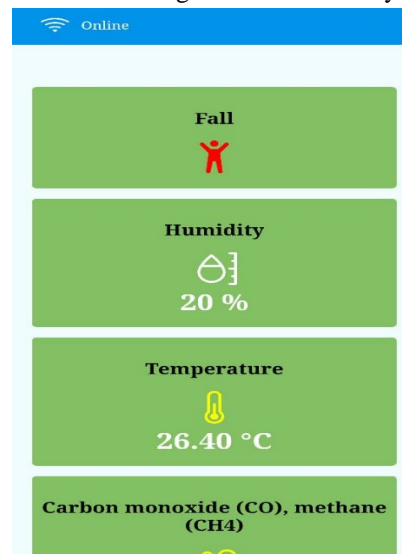 Online
Fall
Humidity
20 %
Temperature
26.40 °C
Carbon monoxide (CO), methane
(CH4)